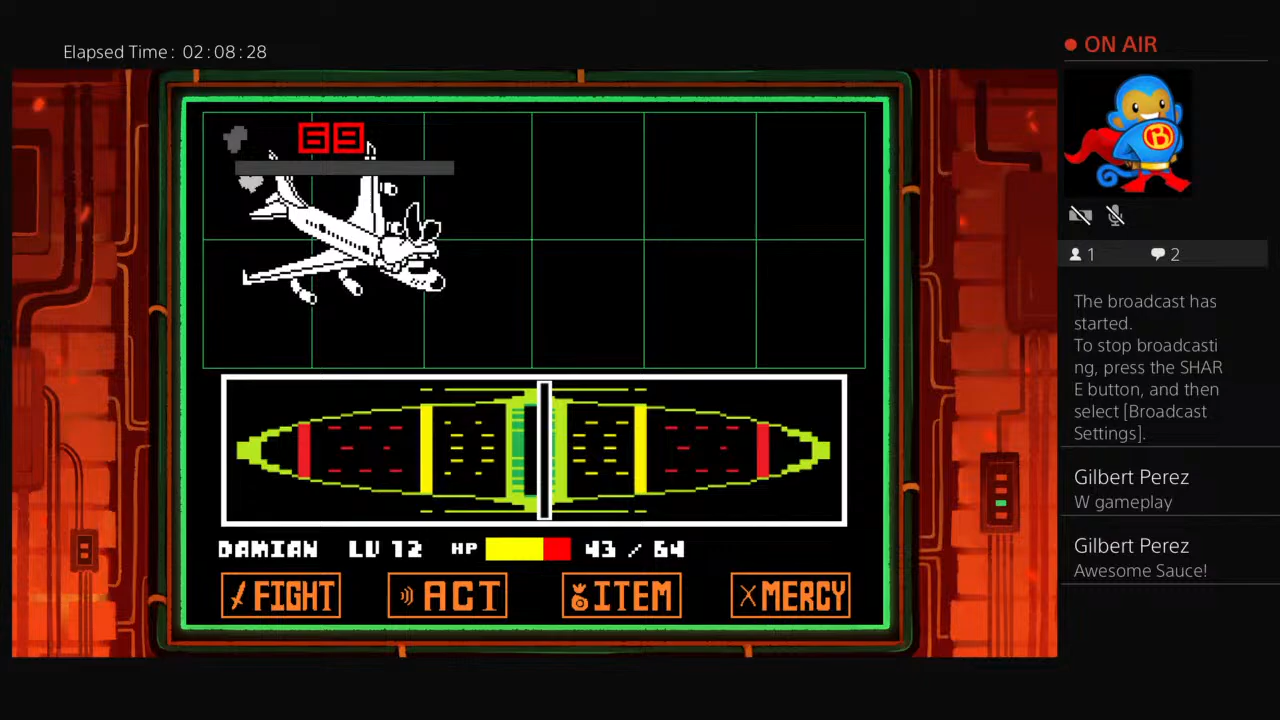 Elapsed Time: 02:08:28
ON AIR
B
69
1
2
The broadcast has
started.
To stop broadcasti
ng, press the SHAR
E button, and then
select [Broadcast
Settings].
Gilbert Perez
W gameplay
Gilbert Perez
Awesome Sauce!
DAMIAN LV 12 HP 43 / 64
FIGHT ACT ITEM MERCY